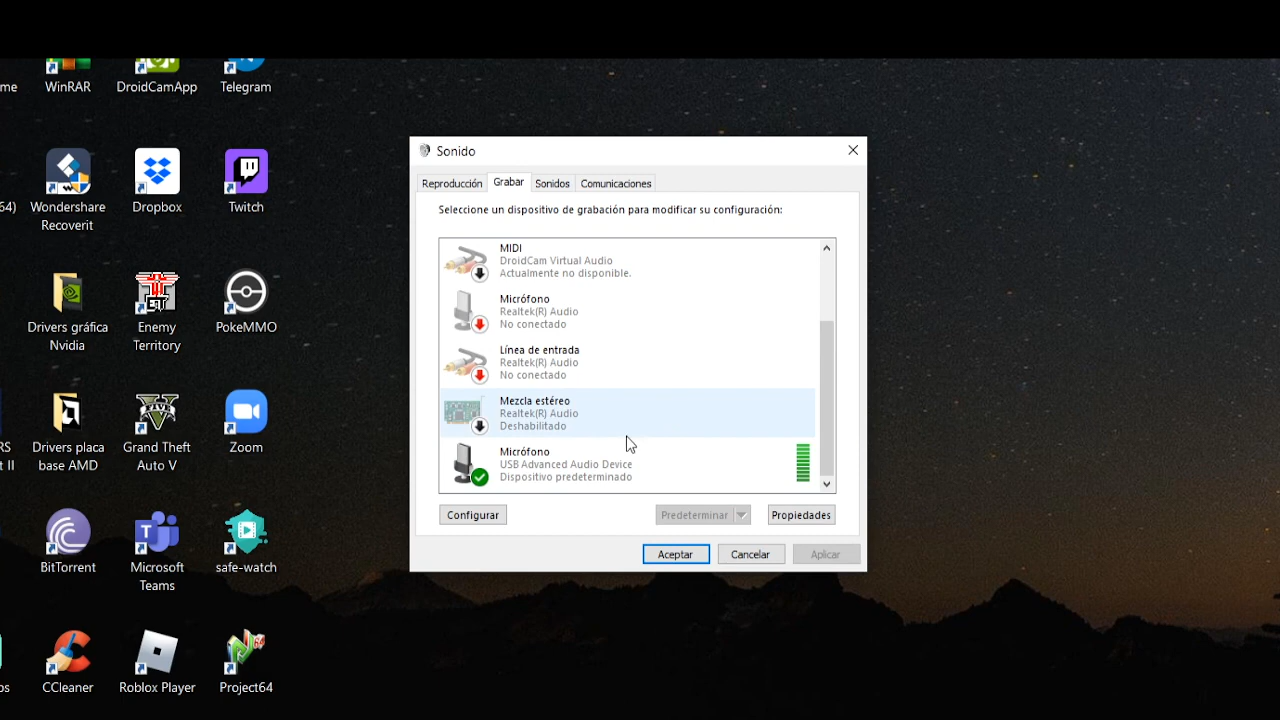 me
WinRAR
DroidCamApp
Telegram
64)
Wondershare
Recoverit
Dropbox
Twitch
Drivers gráfica
Nvidia
Enemy
Territory
PokeMMO
RS
t II
Drivers placa
base AMD
Grand Theft
Auto V
Zoom
BitTorrent
Microsoft
Teams
safe-watch
os
CCleaner
Roblox Player
Project64
Sonido
Reproducción
Grabar
Sonidos
Comunicaciones
Seleccione un dispositivo de grabación para modificar su configuración:
MIDI
DroidCam Virtual Audio
Actualmente no disponible.
Micrófono
Realtek(R) Audio
No conectado
Línea de entrada
Realtek(R) Audio
No conectado
Mezcla estéreo
Realtek(R) Audio
Deshabilitado
Micrófono
USB Advanced Audio Device
Dispositivo predeterminado
Configurar
Predeterminar
Propiedades
Aceptar
Cancelar
Aplicar